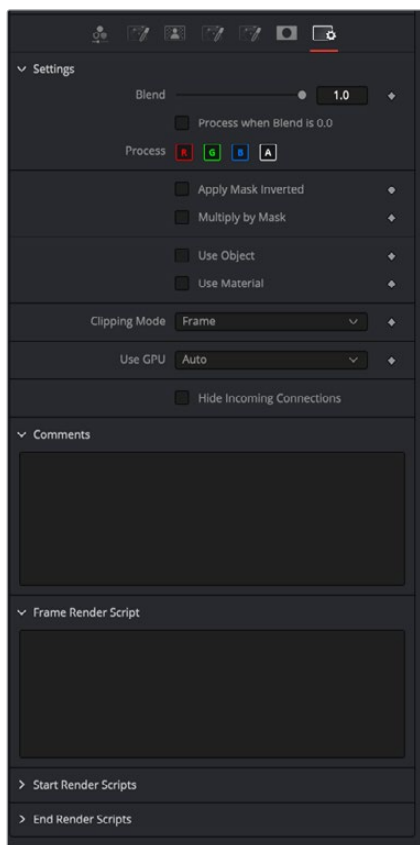 Settings
Blend 1.0
Process when Blend is 0.0
Process R G B A
Apply Mask Inverted
Multiply by Mask
Use Object
Use Material
Clipping Mode Frame
Use GPU Auto
Hide Incoming Connections
Comments
Frame Render Script
Start Render Scripts
End Render Scripts